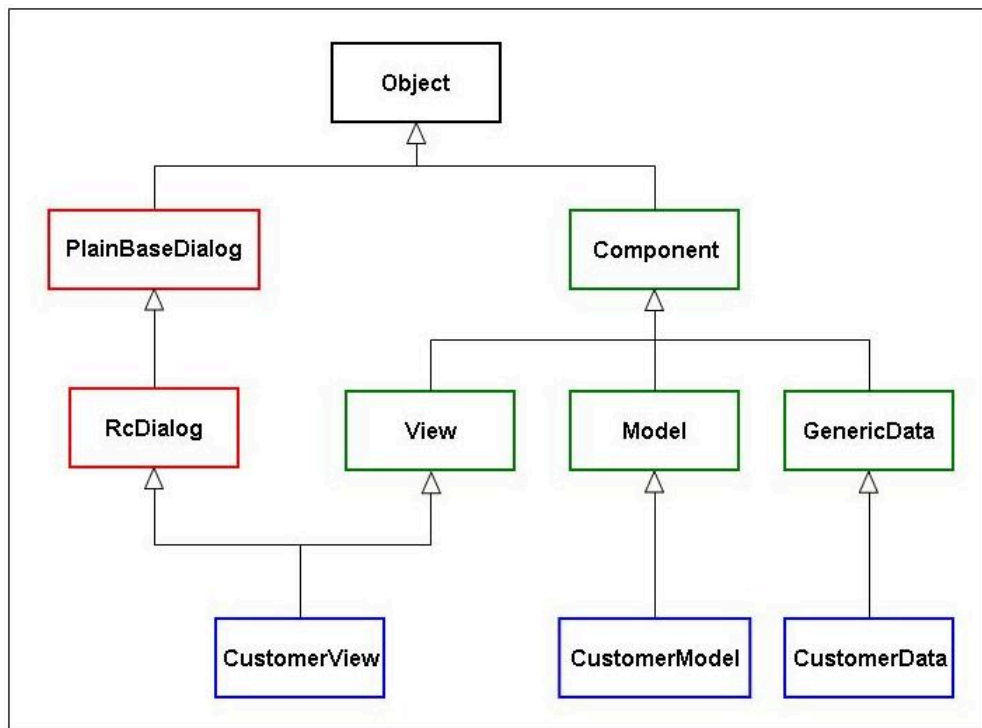 Object
PlainBaseDialog
Component
RcDialog
View
Model
GenericData
CustomerView
CustomerModel
CustomerData